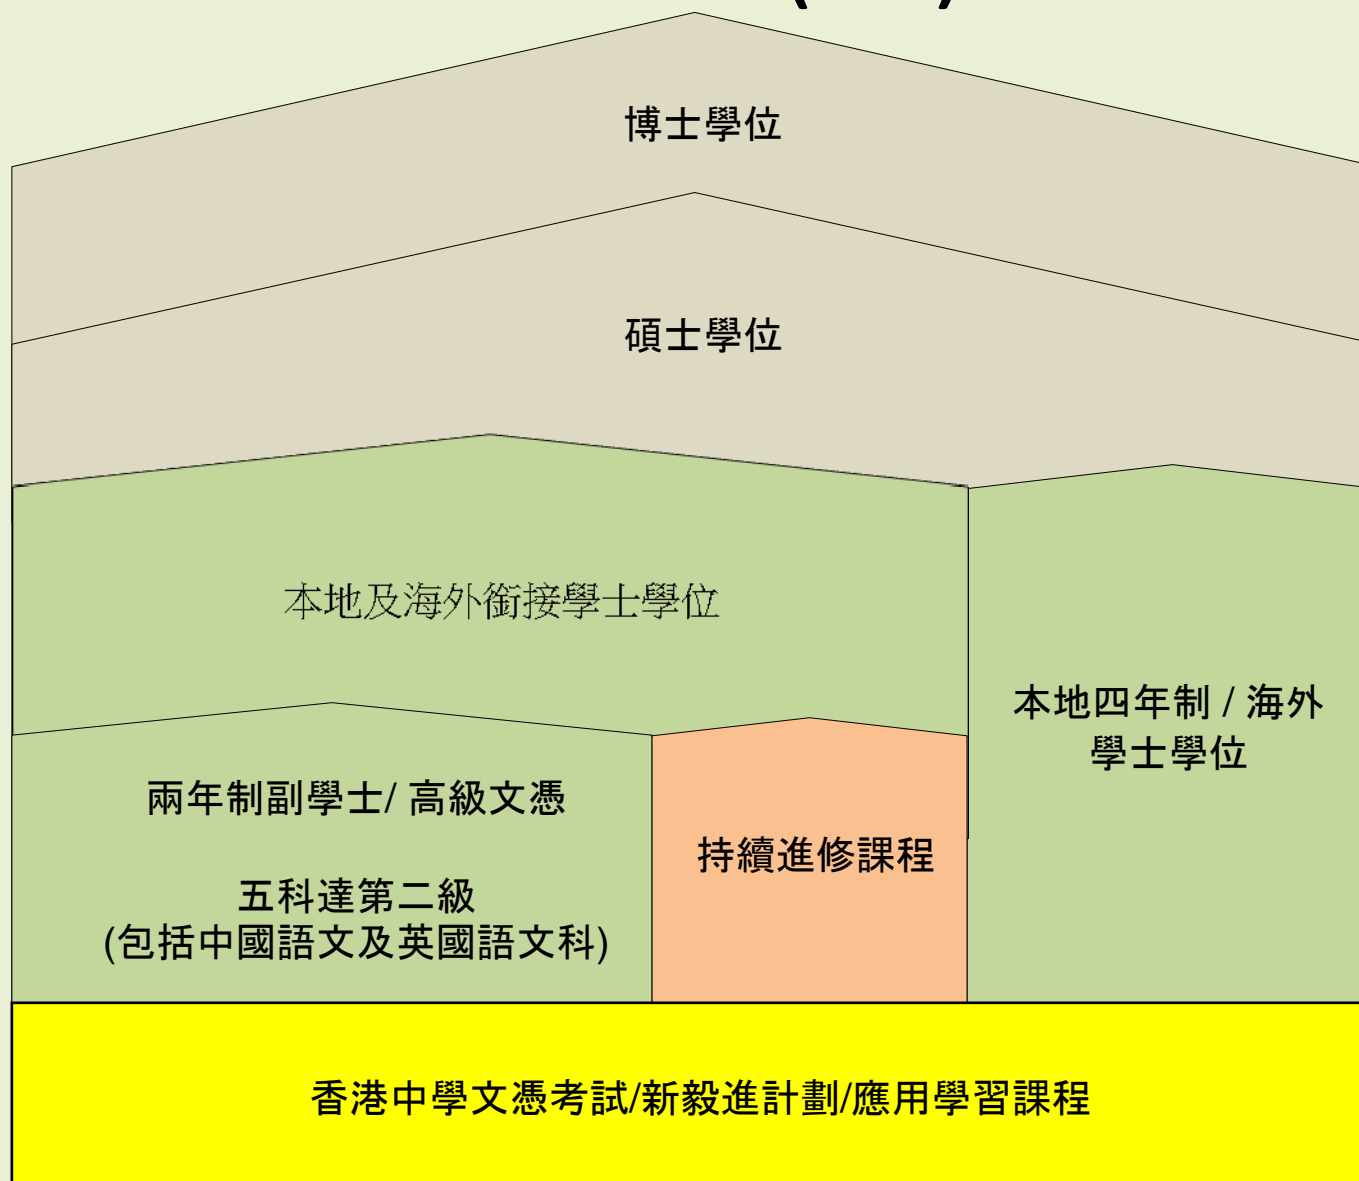 博士學位
碩士學位
本地及海外銜接學士學位
本地四年制 / 海外
學士學位
兩年制副學士/ 高級文憑
持續進修課程
五科達第二級
(包括中國語文及英國語文科)
香港中學文憑考試/新毅進計劃/應用學習課程